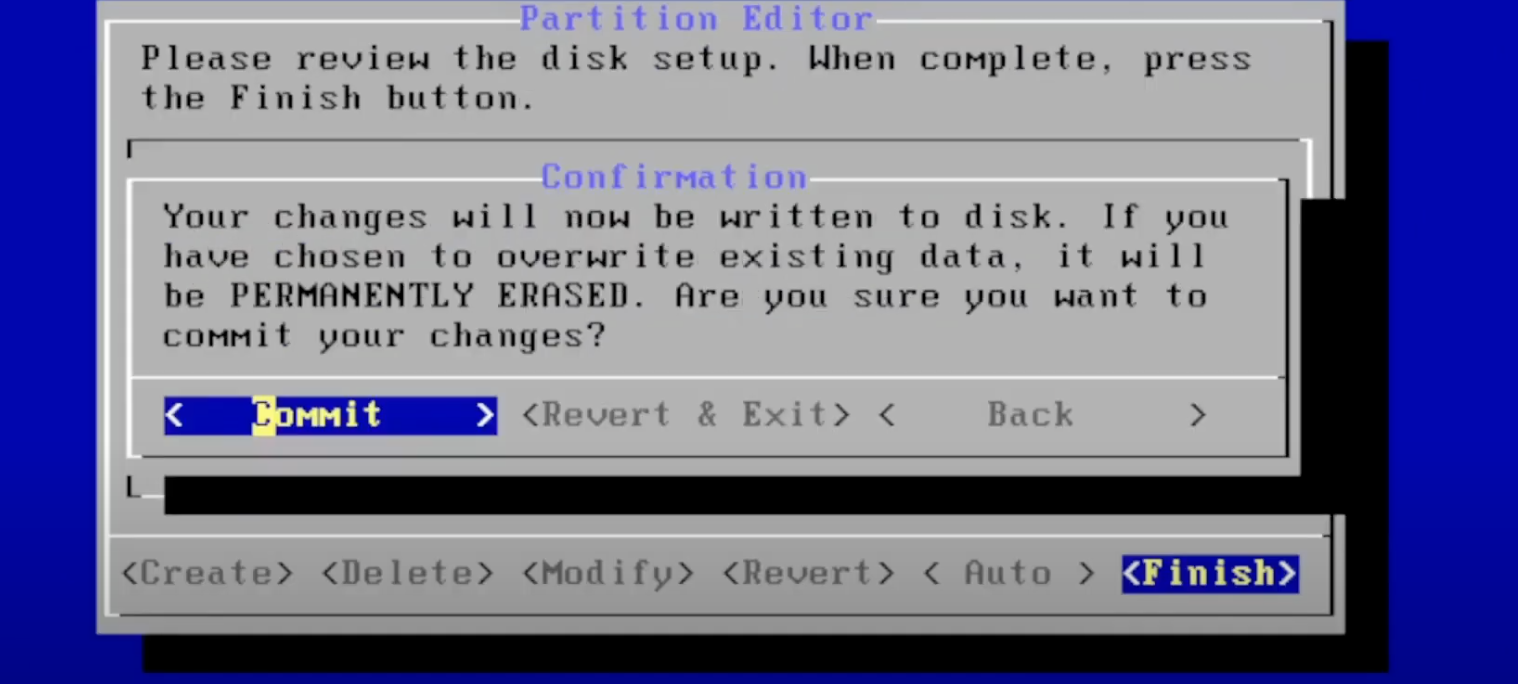 Partition Editor
Please review the disk setup. When complete, press
the Finish button.
Confirmation
Your changes will now be written to disk. If you
have chosen to overwrite existing data, it will
be PERMANENTLY ERASED. Are you sure you want to
commit your changes?
< Commit > <Revert & Exit> < Back >
<Create> <Delete> <Modify> <Revert> < Auto > <Finish>